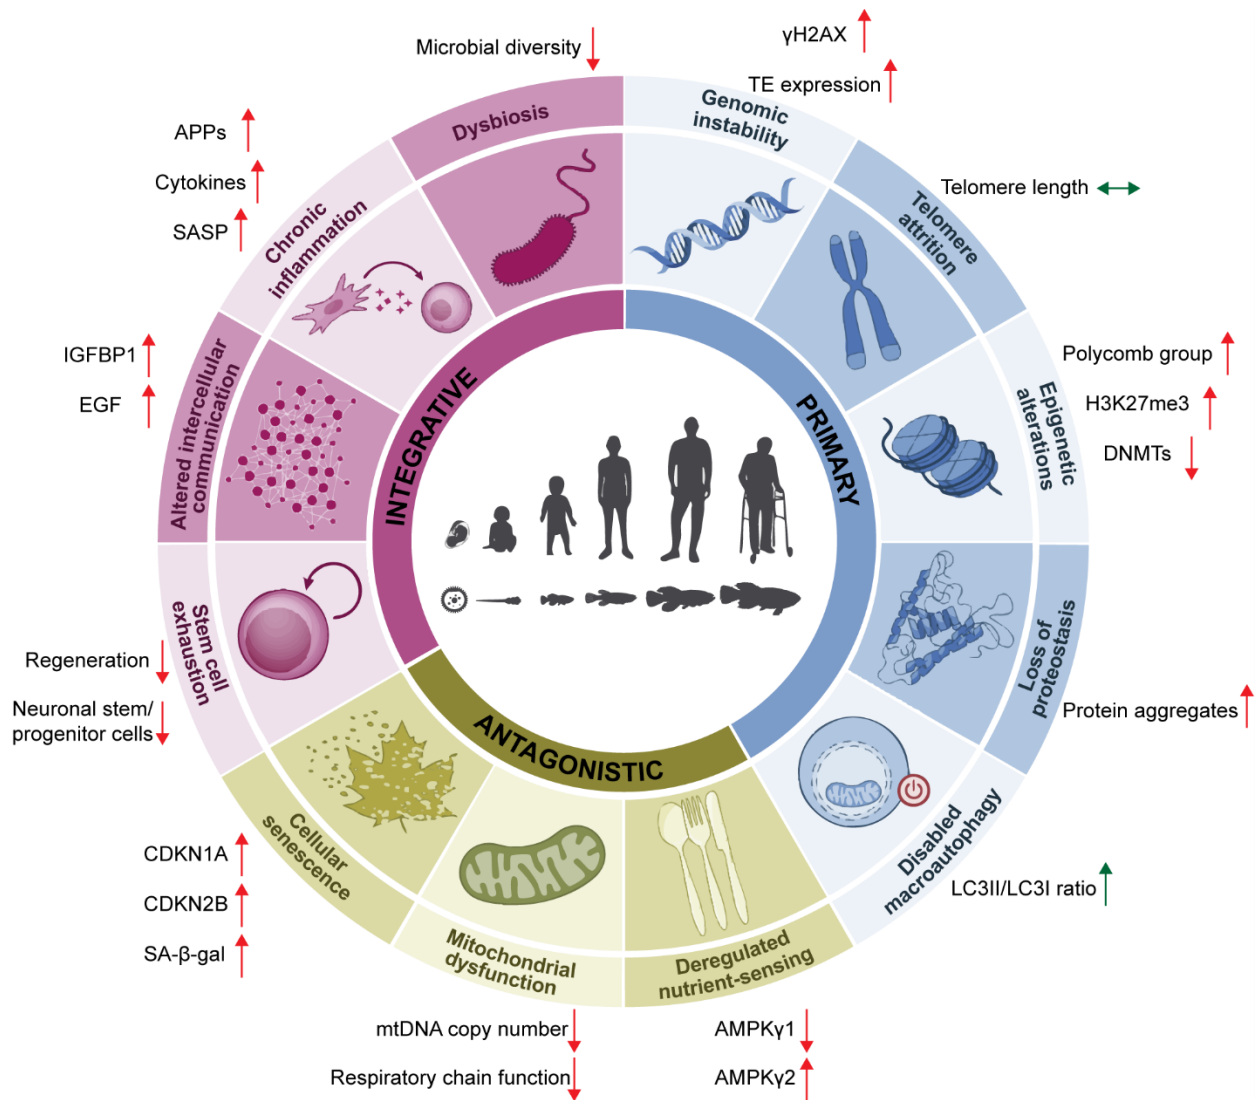 Microbial diversity
γH2AX
TE expression
Dysbiosis
Genomic
instability
APPs
Cytokines
SASP
Chronic
inflammation
Telomere length
Telomere
attrition
IGFBP1
EGF
Altered intercellular
communication
Polycomb group
H3K27me3
DNMTs
Epigenetic
alterations
INTEGRATIVE
PRIMARY
ANTAGONISTIC
Regeneration
Neuronal stem/
progenitor cells
Stem cell
exhaustion
Loss of
proteostasis
Protein aggregates
CDKN1A
CDKN2B
SA-β-gal
Cellular
senescence
Disabled
macroautophagy
LC3II/LC3I ratio
Mitochondrial
dysfunction
Deregulated
nutrient-sensing
mtDNA copy number
Respiratory chain function
AMPKγ1
AMPKγ2